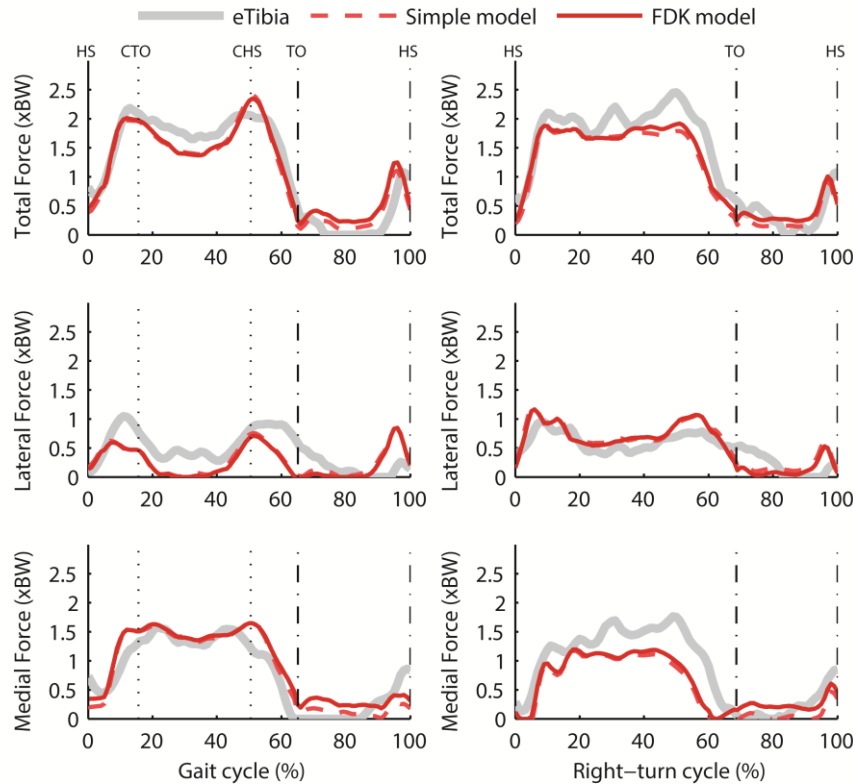 eTibia Simple model FDK model
HS CTO CHS TO HS HS TO HS
Total Force (xBW)
2.5
2
1.5
1
0.5
0
0 20 40 60 80 100
Total Force (xBW)
2.5
2
1.5
1
0.5
0
0 20 40 60 80 100
Lateral Force (xBW)
2.5
2
1.5
1
0.5
0
0 20 40 60 80 100
Lateral Force (xBW)
2.5
2
1.5
1
0.5
0
0 20 40 60 80 100
Medial Force (xBW)
2.5
2
1.5
1
0.5
0
0 20 40 60 80 100
Gait cycle (%)
Medial Force (xBW)
2.5
2
1.5
1
0.5
0
0 20 40 60 80 100
Right−turn cycle (%)